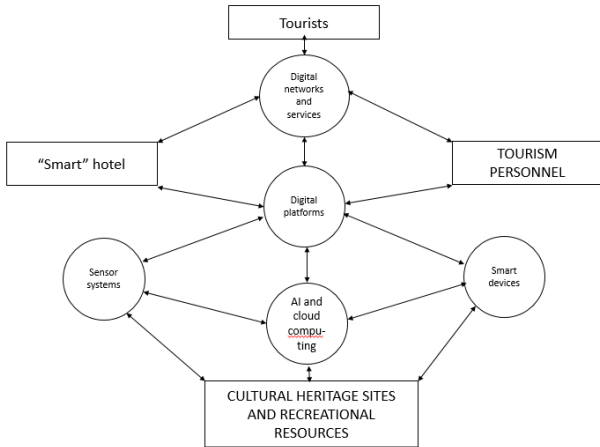 Tourists
Digital
networks
and
services
“Smart” hotel
TOURISM
PERSONNEL
Digital
platforms
Sensor
systems
Smart
devices
AI and
cloud
compu-
ting
CULTURAL HERITAGE SITES
AND RECREATIONAL
RESOURCES